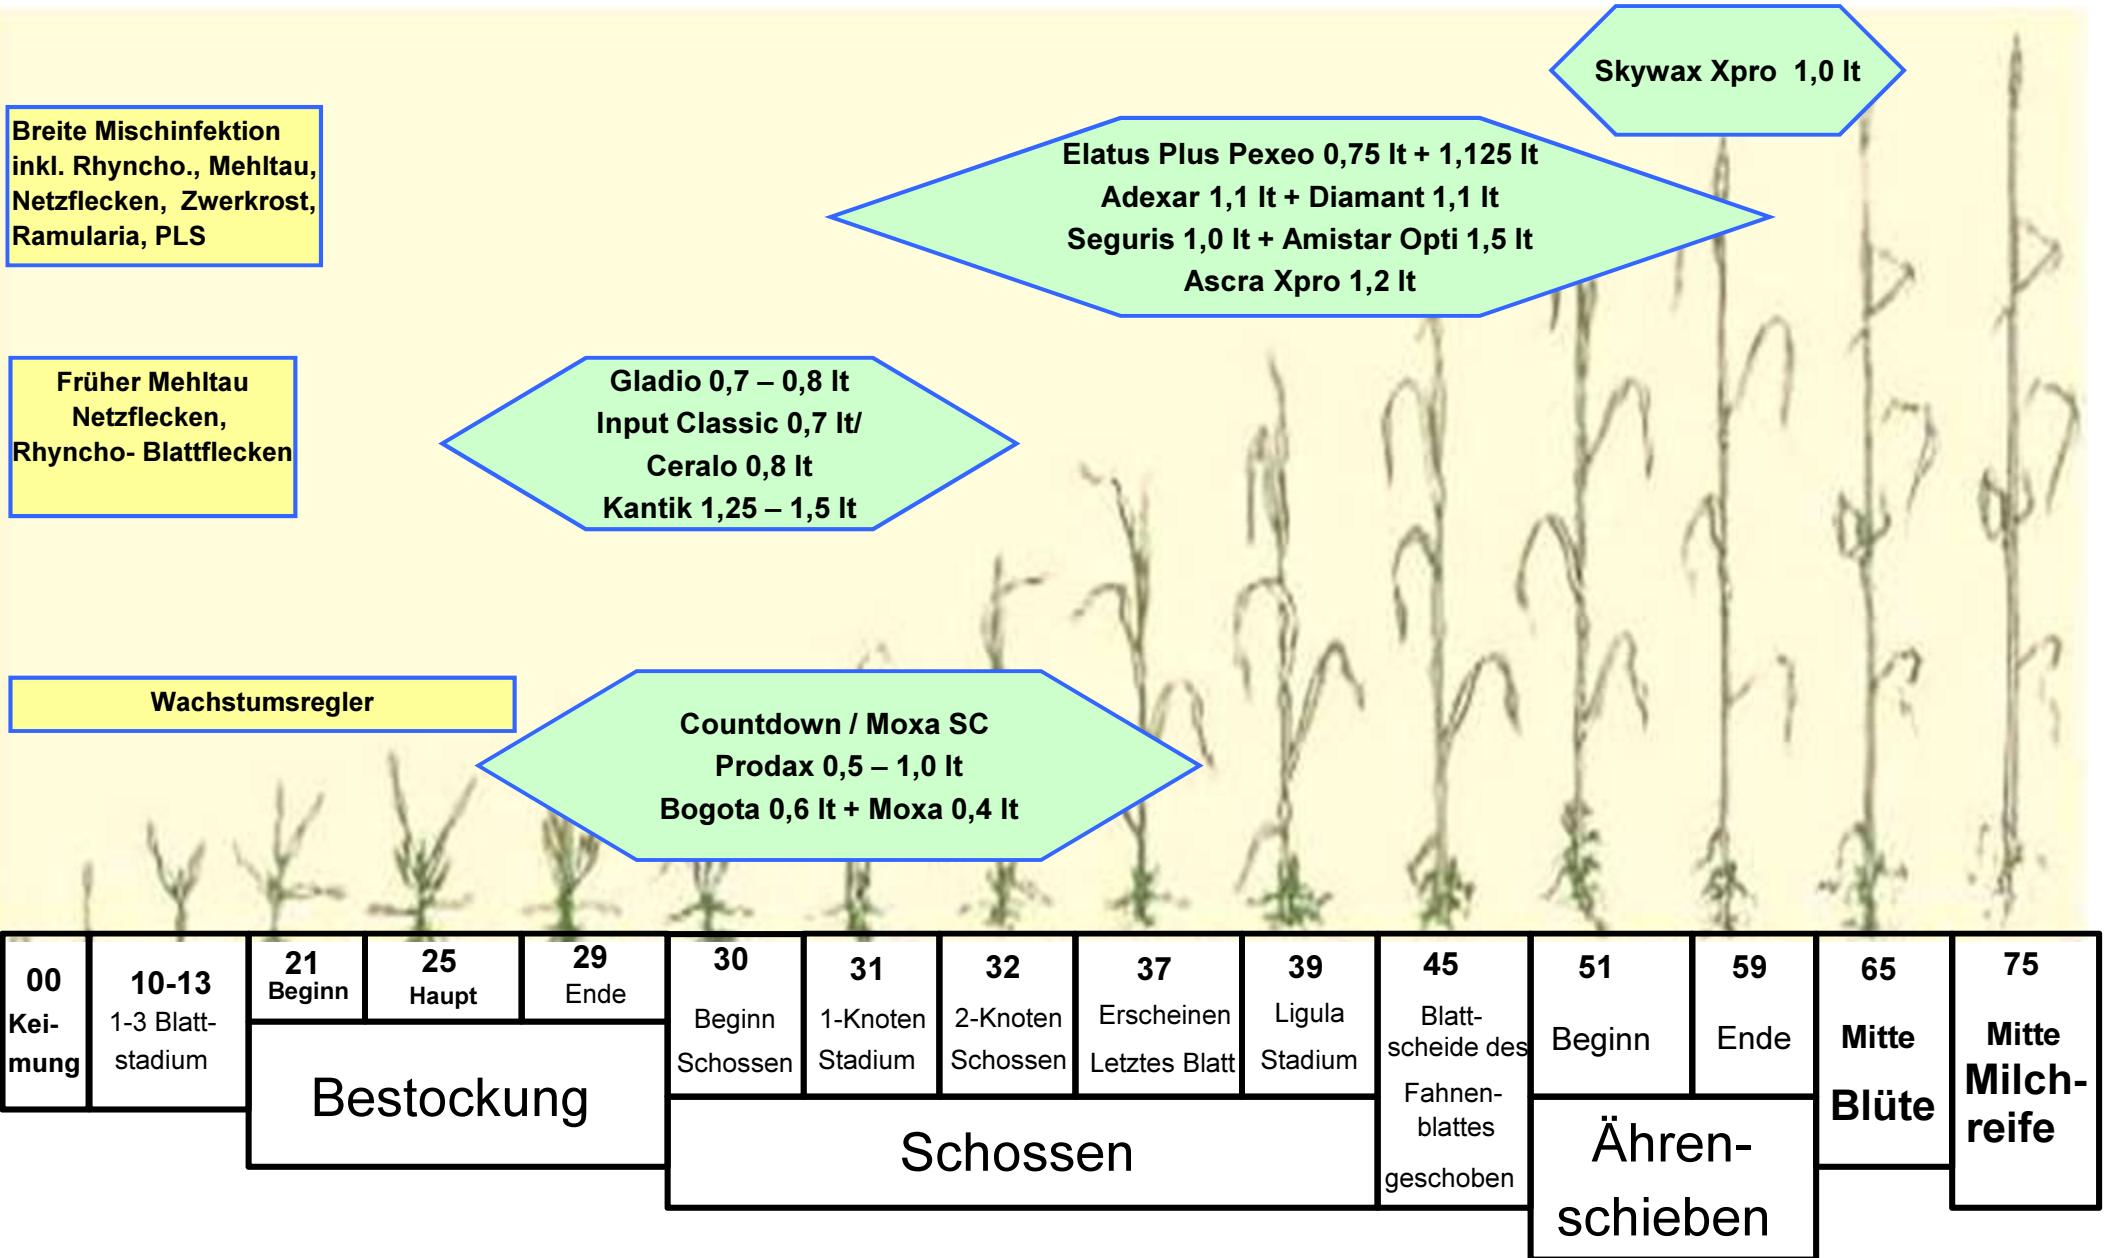 Skywax Xpro  1,0 lt
Breite Mischinfektion
inkl. Rhyncho., Mehltau,
Netzflecken,  Zwerkrost,
Ramularia, PLS
Elatus Plus Pexeo 0,75 lt + 1,125 lt
Adexar 1,1 lt + Diamant 1,1 lt
Seguris 1,0 lt + Amistar Opti 1,5 lt
Ascra Xpro 1,2 lt
Früher Mehltau
Netzflecken,
Rhyncho- Blattflecken
Gladio 0,7 – 0,8 lt
Input Classic 0,7 lt/
Ceralo 0,8 lt
Kantik 1,25 – 1,5 lt
Wachstumsregler
Countdown / Moxa SC
Prodax 0,5 – 1,0 lt
Bogota 0,6 lt + Moxa 0,4 lt
00
Kei-
mung
10-13
1-3 Blatt-
stadium
21
Beginn
25
Haupt
29
Ende
Bestockung
30
Beginn
Schossen
31
1-Knoten
Stadium
32
2-Knoten
Schossen
37
Erscheinen
Letztes Blatt
39
Ligula
Stadium
Schossen
45
Blatt-
scheide des
Fahnen-
blattes
geschoben
51
Beginn
59
Ende
Ähren-
schieben
65
Mitte
Blüte
75
Mitte
Milch-
reife